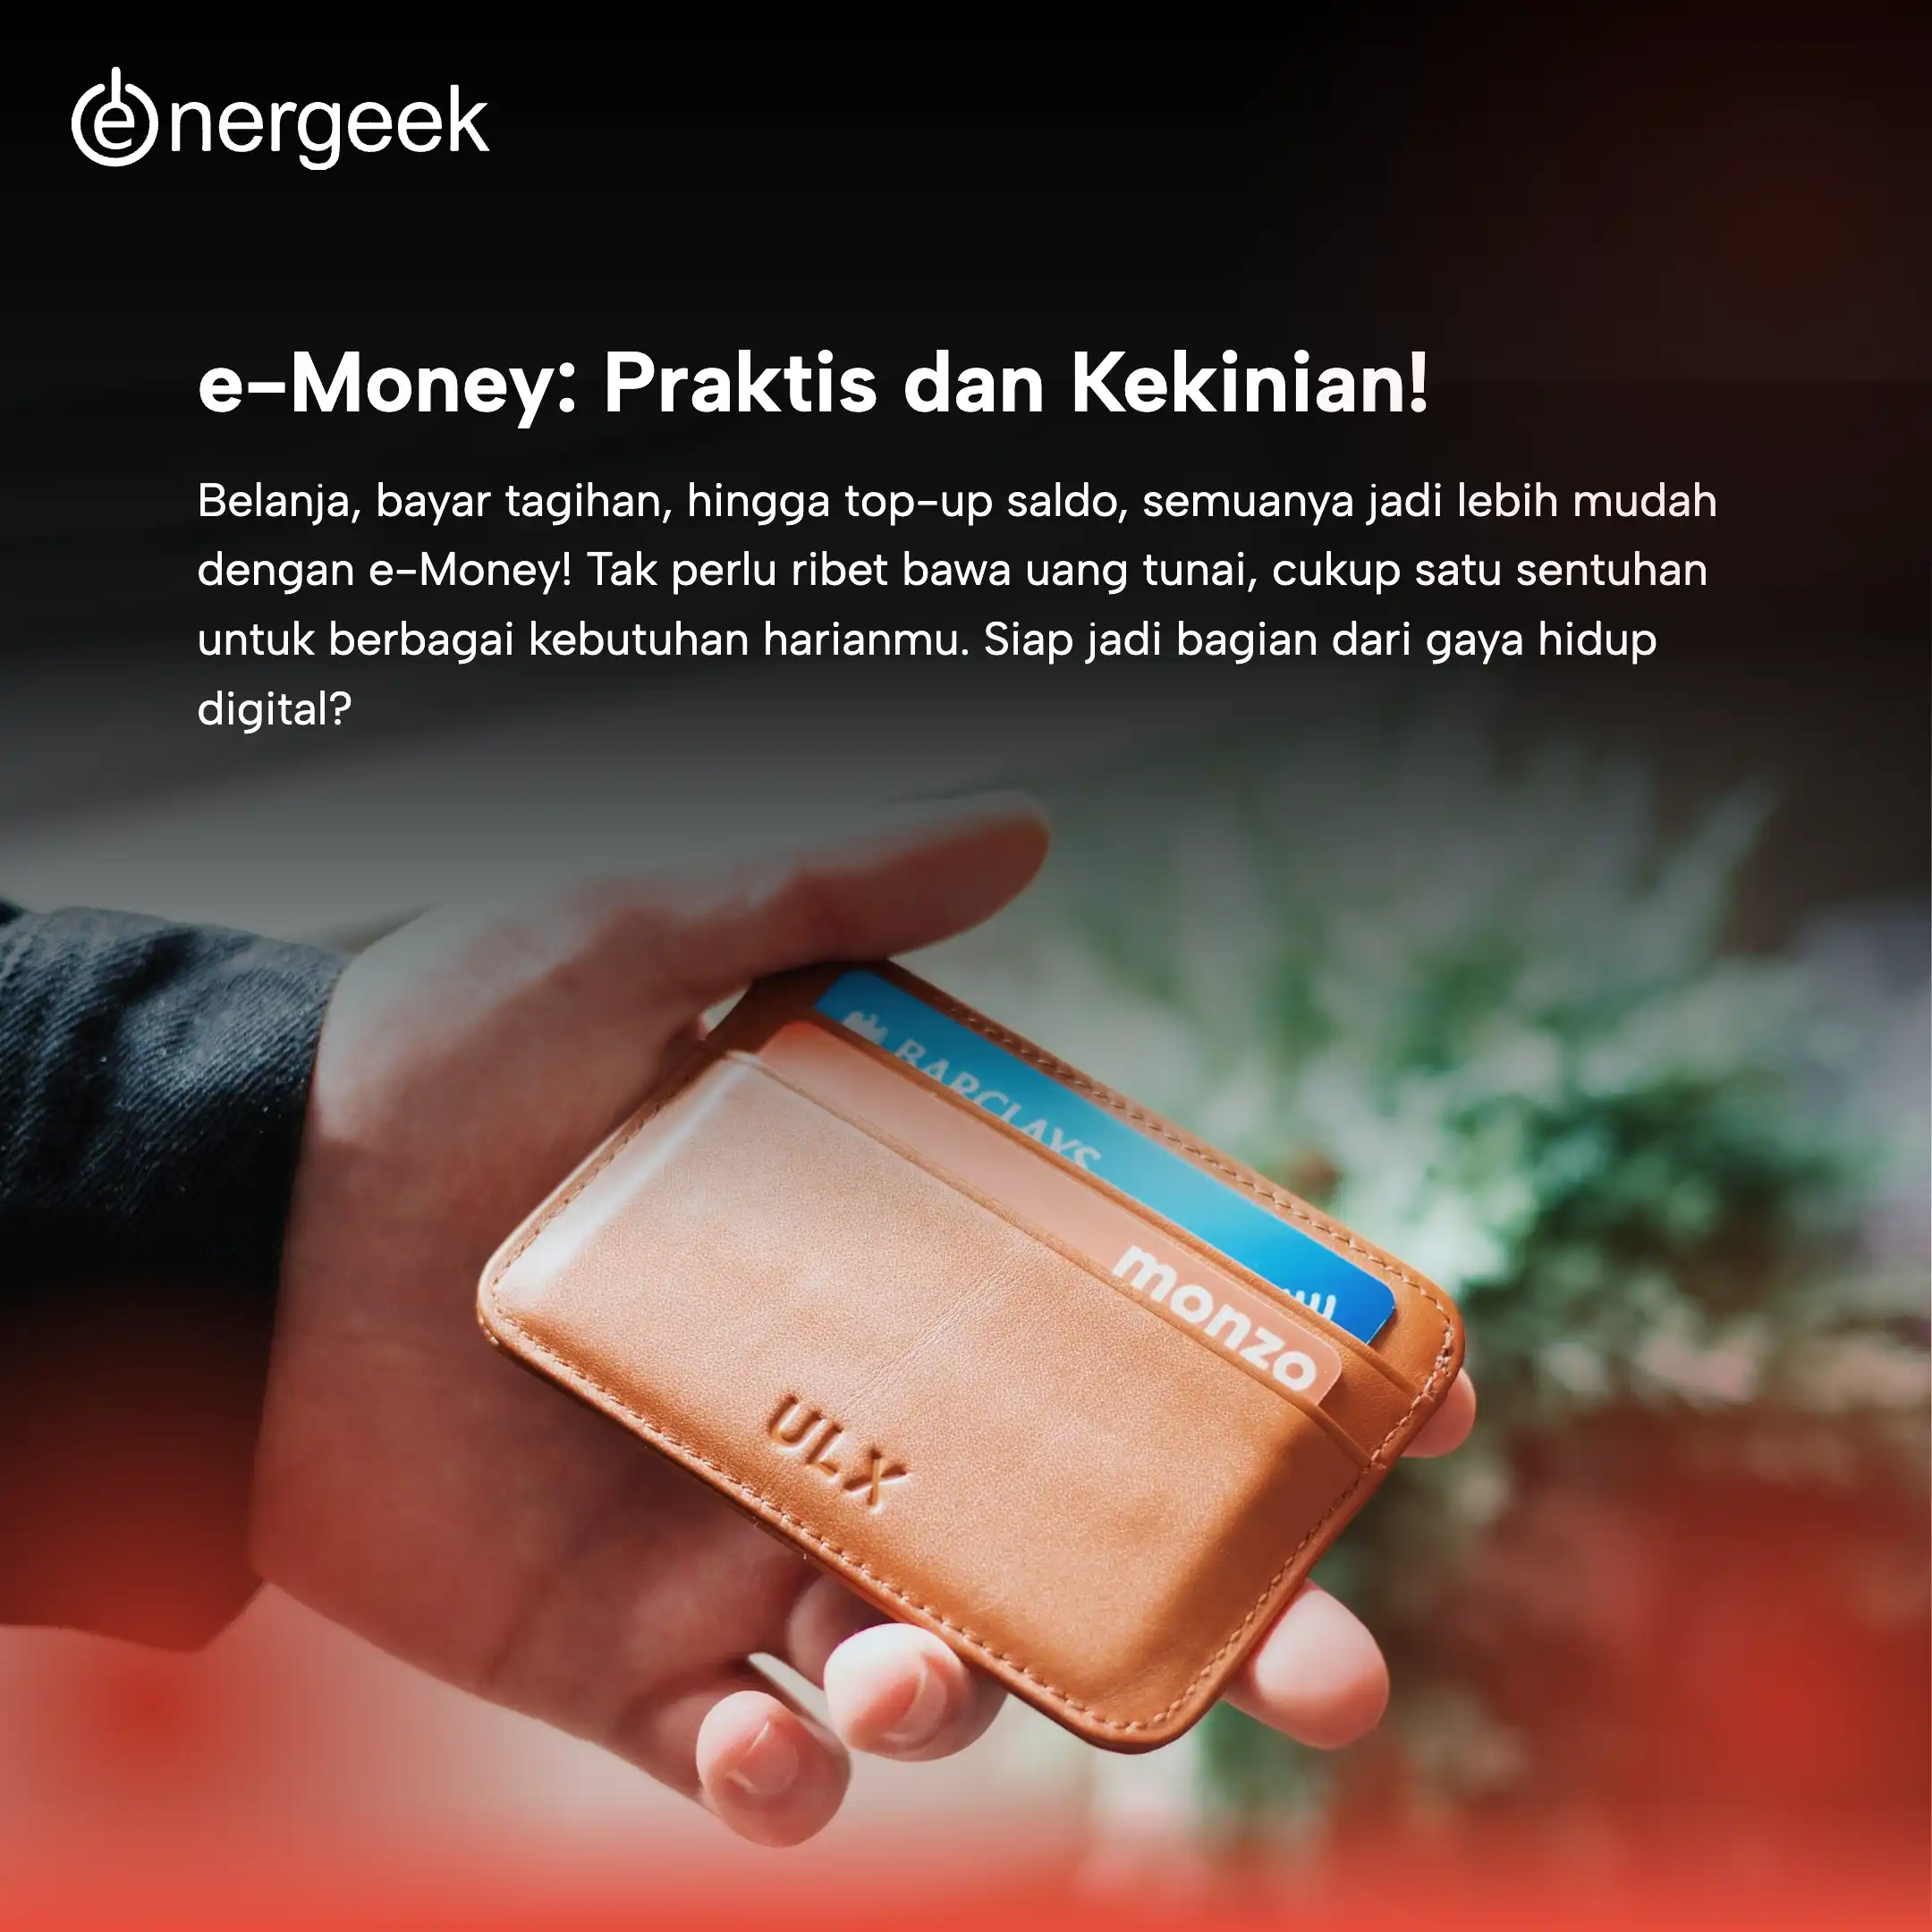 energeek
e-Money: Praktis dan Kekinian!
Belanja, bayar tagihan, hingga top-up saldo, semuanya jadi lebih mudah
dengan e-Money! Tak perlu ribet bawa uang tunai, cukup satu sentuhan
untuk berbagai kebutuhan harianmu. Siap jadi bagian dari gaya hidup
digital?
BARCLAYS
monzo
ULX